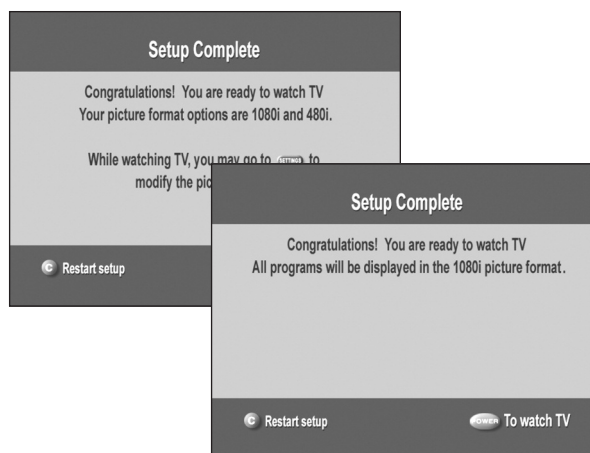 Setup Complete
Congratulations! You are ready to watch TV
Your picture format options are 1080i and 480i.
While watching TV, you may go to SETTINGS to
modify the pic
C Restart setup
Setup Complete
Congratulations! You are ready to watch TV
All programs will be displayed in the 1080i picture format.
C Restart setup
POWER To watch TV